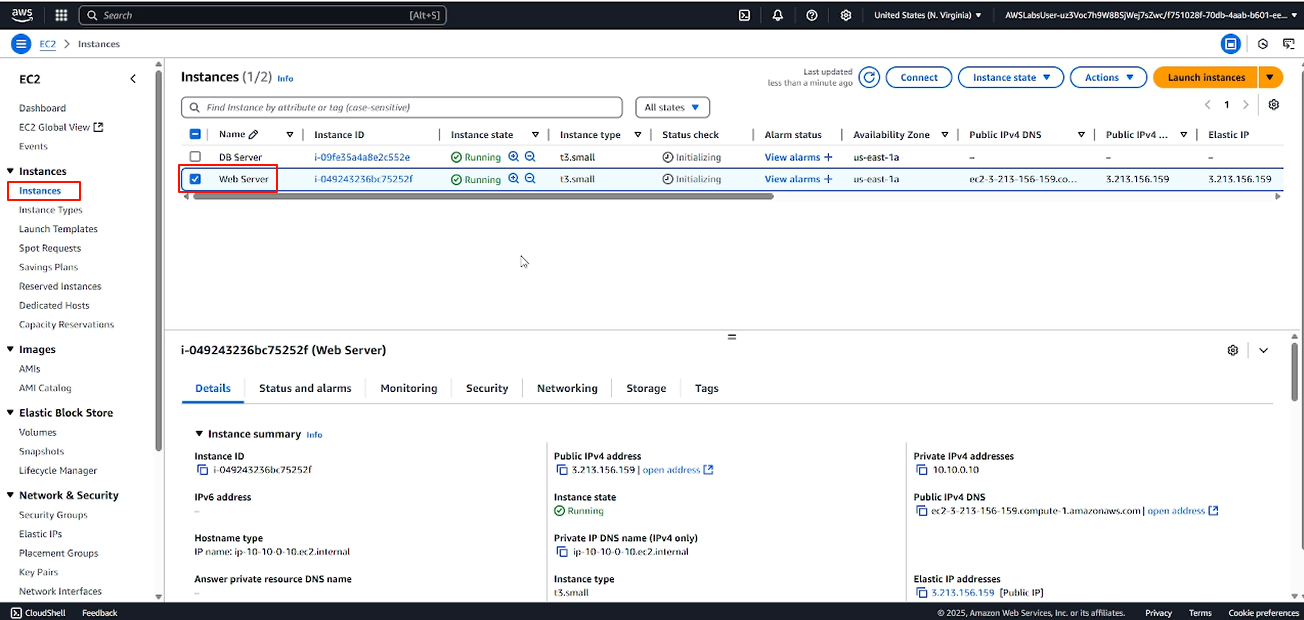 aws
Search [Alt+S]
United States (N. Virginia)
AWSLabsUser-uz3Voc7h9W8BSjWej7sZwc/f751028f-70db-4aab-b601-ee...
EC2 > Instances
EC2
Dashboard
EC2 Global View
Events
Instances
Instances
Instance Types
Launch Templates
Spot Requests
Savings Plans
Reserved Instances
Dedicated Hosts
Capacity Reservations
Images
AMIs
AMI Catalog
Elastic Block Store
Volumes
Snapshots
Lifecycle Manager
Network & Security
Security Groups
Elastic IPs
Placement Groups
Key Pairs
Network Interfaces
Instances (1/2) Info
Last updated
less than a minute ago
Connect
Instance state
Actions
Launch instances
Find Instance by attribute or tag (case-sensitive)
All states
1
Name Instance ID Instance state Instance type Status check Alarm status Availability Zone Public IPv4 DNS Public IPv4 ... Elastic IP
DB Server i-09fe35a4a8e2c552e Running t3.small Initializing View alarms + us-east-1a – – –
Web Server i-049243236bc75252f Running t3.small Initializing View alarms + us-east-1a ec2-3-213-156-159.co... 3.213.156.159 3.213.156.159
i-049243236bc75252f (Web Server)
Details Status and alarms Monitoring Security Networking Storage Tags
Instance summary Info
Instance ID
i-049243236bc75252f
IPv6 address
–
Hostname type
IP name: ip-10-10-0-10.ec2.internal
Answer private resource DNS name
–
Public IPv4 address
3.213.156.159 | open address
Instance state
Running
Private IP DNS name (IPv4 only)
ip-10-10-0-10.ec2.internal
Instance type
t3.small
Private IPv4 addresses
10.10.0.10
Public IPv4 DNS
ec2-3-213-156-159.compute-1.amazonaws.com | open address
Elastic IP addresses
3.213.156.159 [Public IP]
CloudShell Feedback
© 2025, Amazon Web Services, Inc. or its affiliates. Privacy Terms Cookie preferences